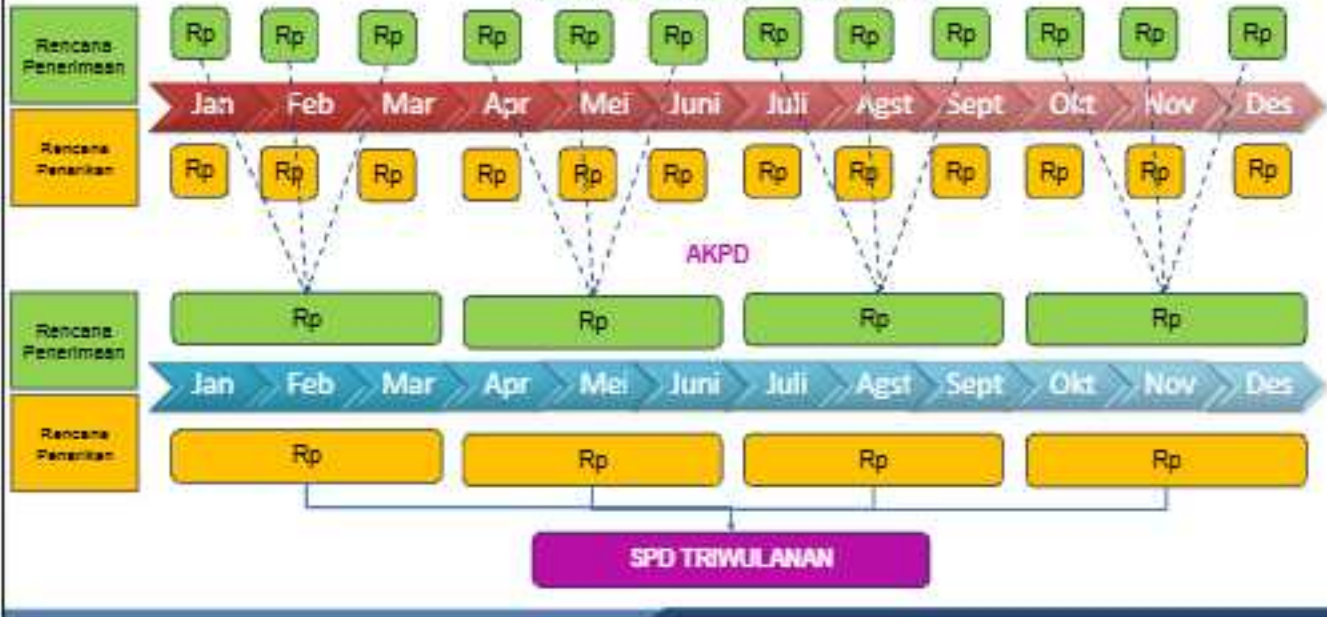 Rencana
Penerimaan
Rp Rp Rp Rp Rp Rp Rp Rp Rp Rp Rp Rp
Jan Feb Mar Apr Mei Juni Juli Agst Sept Okt Nov Des
Rencana
Penarikan
Rp Rp Rp Rp Rp Rp Rp Rp Rp Rp Rp Rp
AKPD
Rencana
Penerimaan
Rp Rp Rp Rp
Jan Feb Mar Apr Mei Juni Juli Agst Sept Okt Nov Des
Rencana
Penarikan
Rp Rp Rp Rp
SPD TRIWULANAN